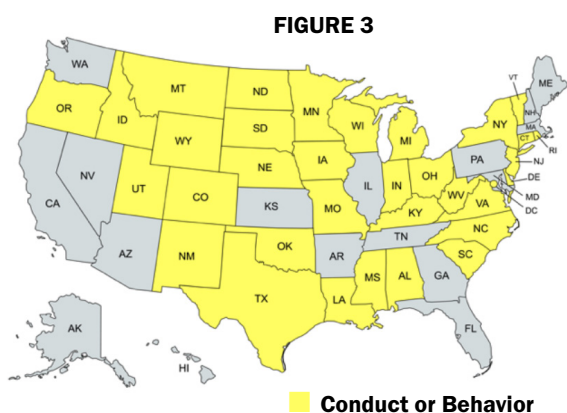 FIGURE 3
WA
ME
VT
MT
ND
NH
OR
MN
ID
WI
NY
MA
SD
MI
CT
RI
WY
IA
PA
NJ
NE
OH
NV
IL
IN
DE
UT
CO
WV
MD
CA
KS
MO
VA
KY
DC
NC
TN
OK
AZ
NM
AR
SC
MS
AL
GA
TX
LA
FL
AK
HI
Conduct or Behavior